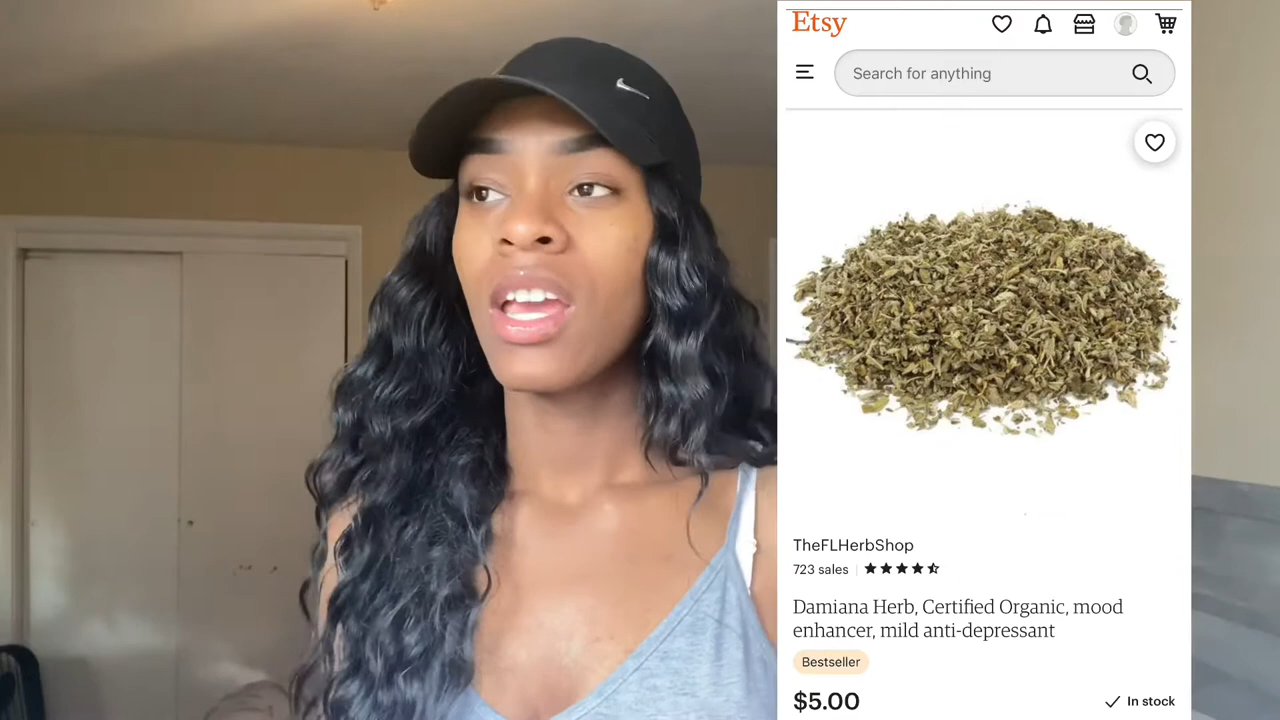 Etsy
Search for anything
TheFLHerbShop
723 sales
Damiana Herb, Certified Organic, mood
enhancer, mild anti-depressant
Bestseller
$5.00
In stock